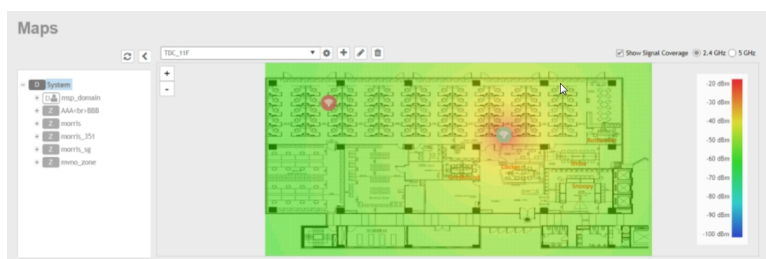 Maps
TDC_11F
Show Signal Coverage
2.4 GHz
5 GHz
+
-
D System
msp_domain
Z AAA<br>BBB
Z morris
Z morris_351
Z morris_sg
Z mvno_zone
-20 dBm
-30 dBm
-40 dBm
-50 dBm
-60 dBm
-70 dBm
-80 dBm
-90 dBm
-100 dBm
Snoopy